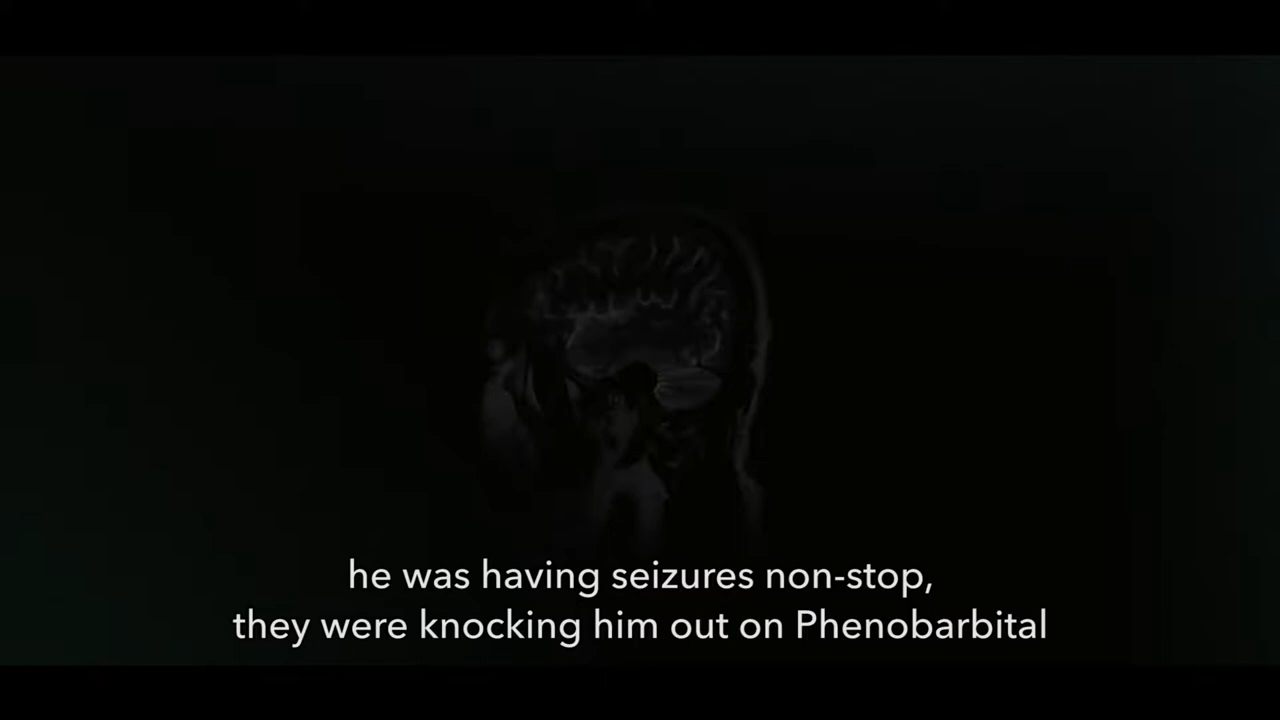 he was having seizures non-stop,
they were knocking him out on Phenobarbital